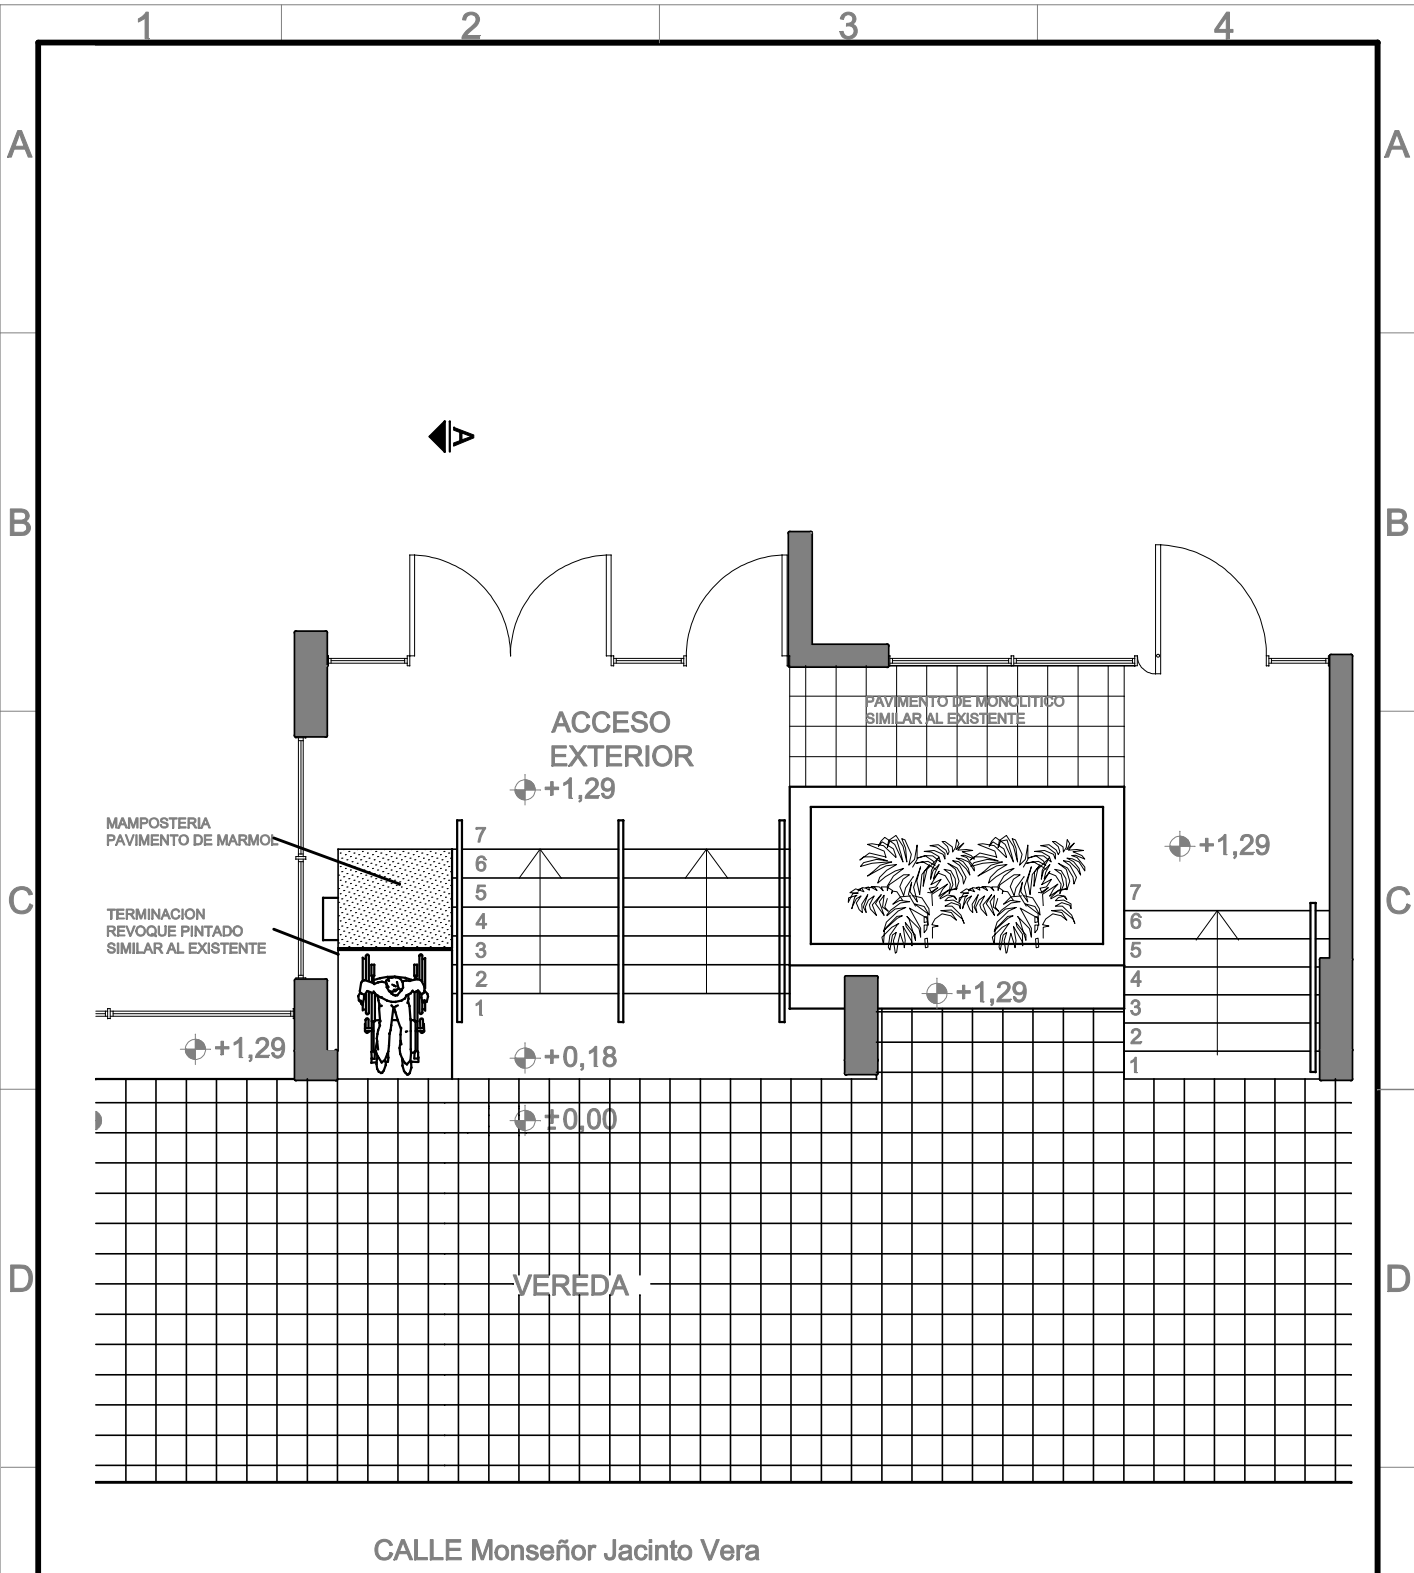 1 2 3 4
A A
A
B B
PAVIMENTO DE MONOLITICO
SIMILAR AL EXISTENTE
ACCESO
EXTERIOR
+1,29
MAMPOSTERIA
PAVIMENTO DE MARMOL
7
6
5
4
3
2
1
+1,29
7
6
5
4
3
2
1
C C
TERMINACION
REVOQUE PINTADO
SIMILAR AL EXISTENTE
+1,29
+1,29
+0,18
±0,00
D D
VEREDA
CALLE Monseñor Jacinto Vera